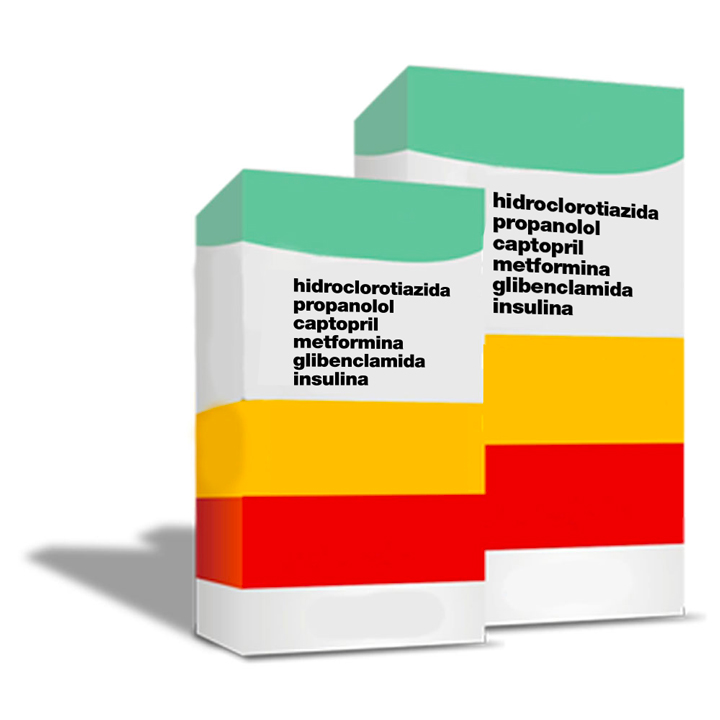 hidroclorotiazida
propanolol
captopril
metformina
glibenclamida
insulina
hidroclorotiazida
propanolol
captopril
metformina
glibenclamida
insulina